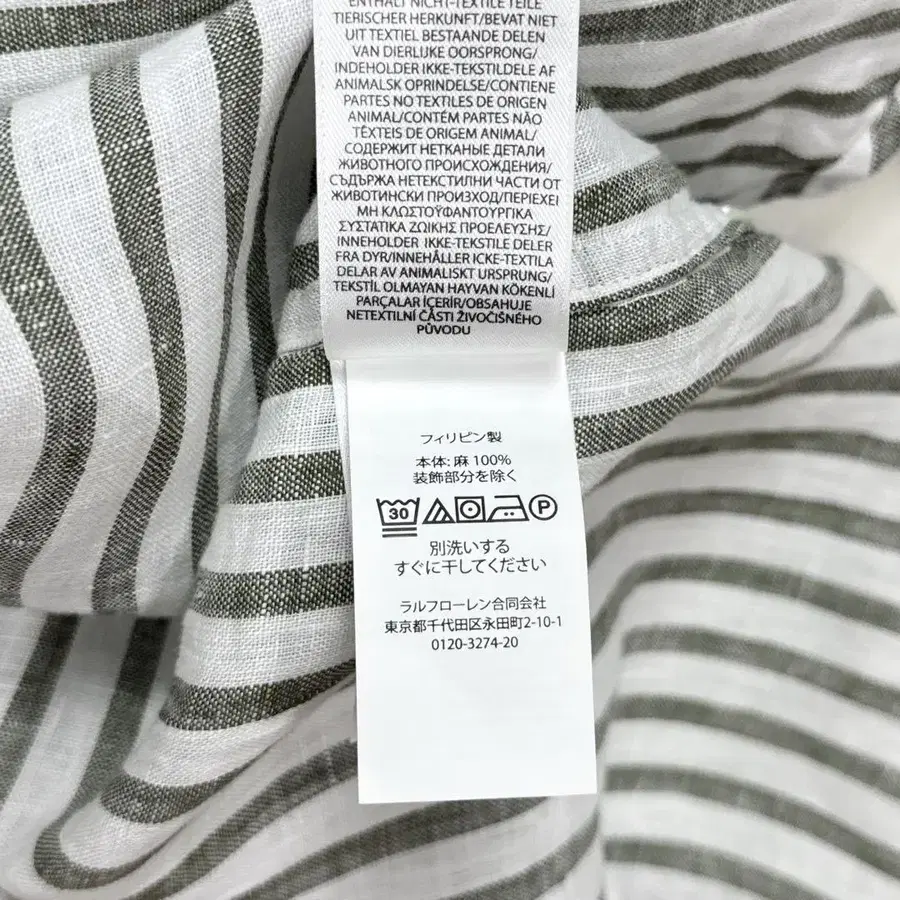 ENTHÄLT NICHT-TEXTILE TEILE
TIERISCHER HERKUNFT/BEVAT NIET
UIT TEXTIEL BESTAANDE DELEN
VAN DIERLIJKE OORSPRONG/
INDEHOLDER IKKE-TEKSTILDELE AF
ANIMALSK OPRINDELSE/CONTIENE
PARTES NO TEXTILES DE ORIGEN
ANIMAL/CONTÉM PARTES NÃO
TÊXTEIS DE ORIGEM ANIMAL/
СОДЕРЖИТ НЕТКАНЫЕ ДЕТАЛИ
ЖИВОТНОГО ПРОИСХОЖДЕНИЯ/
СЪДЪРЖА НЕТЕКСТИЛНИ ЧАСТИ ОТ
ЖИВОТИНСКИ ПРОИЗХОД/ΠΕΡΙΕΧΕΙ
ΜΗ ΚΛΩΣΤΟΫΦΑΝΤΟΥΡΓΙΚΑ
ΣΥΣΤΑΤΙΚΑ ΖΩΙΚΗΣ ΠΡΟΕΛΕΥΣΗΣ/
INNEHOLDER IKKE-TEKSTILE DELER
FRA DYR/INNEHÅLLER ICKE-TEXTILA
DELAR AV ANIMALISKT URSPRUNG/
TEKSTİL OLMAYAN HAYVAN KÖKENLİ
PARÇALAR İÇERİR/OBSAHUJE
NETEXTILNÍ ČÁSTI ŽIVOČIŠNÉHO
PŮVODU
フィリピン製
本体: 麻 100%
装飾部分を除く
30 P
別洗いする
すぐに干してください
ラルフローレン合同会社
東京都千代田区永田町2-10-1
0120-3274-20